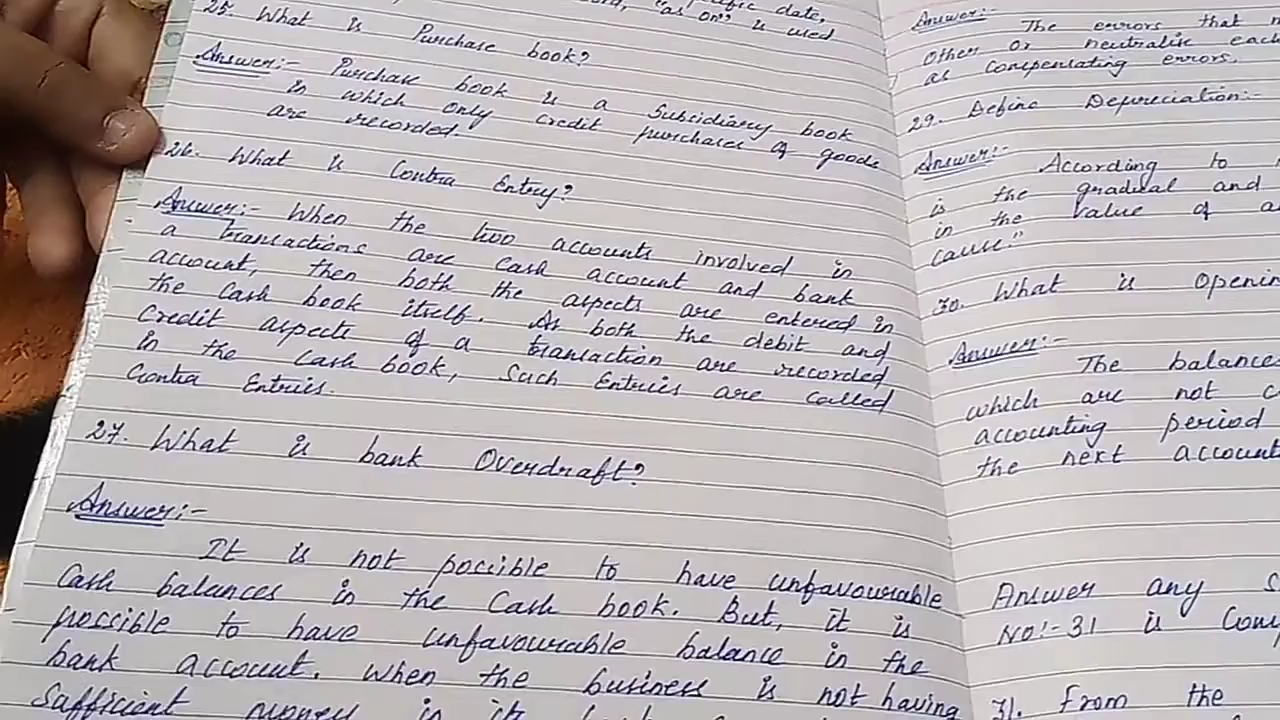 ific date,
"as on" is used
25. What is Purchase book?
Answer:- Purchase book is a Subsidiary book
in which only credit purchases of goods
are recorded
26. What is Contra Entry?
Answer:- When the two accounts involved in
a transactions are Cash account and bank
account, then both the aspects are entered in
the Cash book itself. As both the debit and
Credit aspects of a transaction are recorded
in the Cash book, Such Entries are called
Contra Entries.
27. What is bank Overdraft?
Answer:-
It is not possible to have unfavourable
Cash balances in the Cash book. But, it is
possible to have unfavourable balance in the
bank account. When the business is not having
Sufficient money in its
Answer:- The errors that
Other or neutralise each
as Compensating errors.
29. Define Depreciation:-
Answer:- According to
is the gradual and
in the Value of a
cause."
30. What is Openin
Answer:-
The balance
which are not c
accounting period
the next account
Answer any
No:- 31 is Com
31. From the